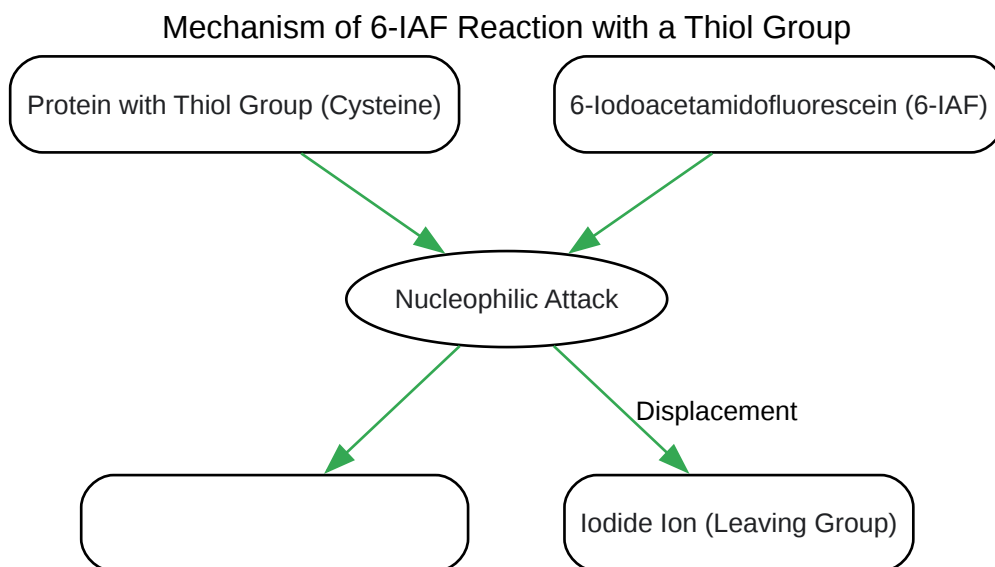 Mechanism of 6-IAF Reaction with a Thiol Group
Protein with Thiol Group (Cysteine)
6-Iodoacetamidofluorescein (6-IAF)
Nucleophilic Attack
Displacement
Iodide Ion (Leaving Group)